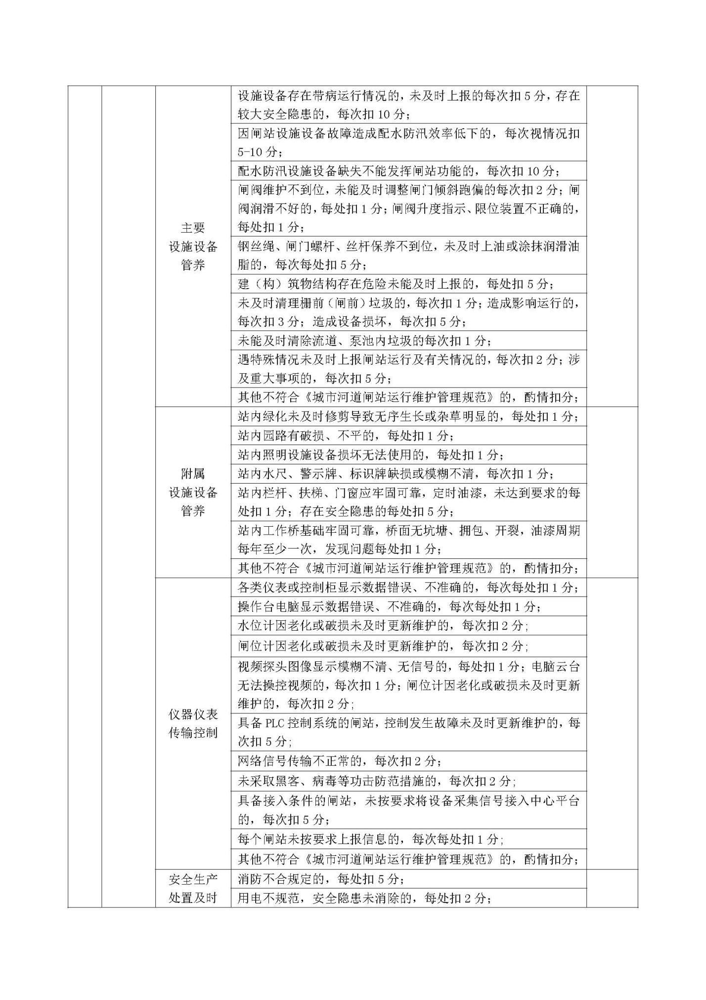 主要
设施设备
管养
设施设备存在带病运行情况的，未及时上报的每次扣 5 分，存在
较大安全隐患的，每次扣 10 分；
因闸站设施设备故障造成配水防汛效率低下的，每次视情况扣
5-10 分；
配水防汛设施设备缺失不能发挥闸站功能的，每次扣 10 分；
闸阀维护不到位，未能及时调整闸门倾斜跑偏的每次扣 2 分；闸
阀润滑不好的，每处扣 1 分；闸阀升度指示、限位装置不正确的，
每处扣 1 分；
钢丝绳、闸门螺杆、丝杆保养不到位，未及时上油或涂抹润滑油
脂的，每次每处扣 5 分；
建（构）筑物结构存在危险未能及时上报的，每处扣 5 分；
未及时清理栅前（闸前）垃圾的，每次扣 1 分；造成影响运行的，
每次扣 3 分；造成设备损坏，每次扣 5 分；
未能及时清除流道、泵池内垃圾的每次扣 1 分；
遇特殊情况未及时上报闸站运行及有关情况的，每次扣 2 分；涉
及重大事项的，每次扣 5 分；
其他不符合《城市河道闸站运行维护管理规范》的，酌情扣分；
附属
设施设备
管养
站内绿化未及时修剪导致无序生长或杂草明显的，每处扣 1 分；
站内园路有破损、不平的，每处扣 1 分；
站内照明设施设备损坏无法使用的，每处扣 1 分；
站内水尺、警示牌、标识牌缺损或模糊不清，每次扣 1 分；
站内栏杆、扶梯、门窗应牢固可靠，定时油漆，未达到要求的每
处扣 1 分；存在安全隐患的每处扣 5 分；
站内工作桥基础牢固可靠，桥面无坑塘、拥包、开裂，油漆周期
每年至少一次，发现问题每处扣 1 分；
其他不符合《城市河道闸站运行维护管理规范》的，酌情扣分；
仪器仪表
传输控制
各类仪表或控制柜显示数据错误、不准确的，每次每处扣 1 分；
操作台电脑显示数据错误、不准确的，每次每处扣 1 分；
水位计因老化或破损未及时更新维护的，每次扣 2 分；
闸位计因老化或破损未及时更新维护的，每次扣 2 分；
视频探头图像显示模糊不清、无信号的，每处扣 1 分；电脑云台
无法操控视频的，每次扣 1 分；闸位计因老化或破损未及时更新
维护的，每次扣 2 分；
具备 PLC 控制系统的闸站，控制发生故障未及时更新维护的，每
次扣 5 分；
网络信号传输不正常的，每次扣 2 分；
未采取黑客、病毒等功击防范措施的，每次扣 2 分；
具备接入条件的闸站，未按要求将设备采集信号接入中心平台
的，每次扣 5 分；
每个闸站未按要求上报信息的，每次每处扣 1 分；
其他不符合《城市河道闸站运行维护管理规范》的，酌情扣分；
安全生产
处置及时
消防不合规定的，每处扣 5 分；
用电不规范，安全隐患未消除的，每处扣 2 分；